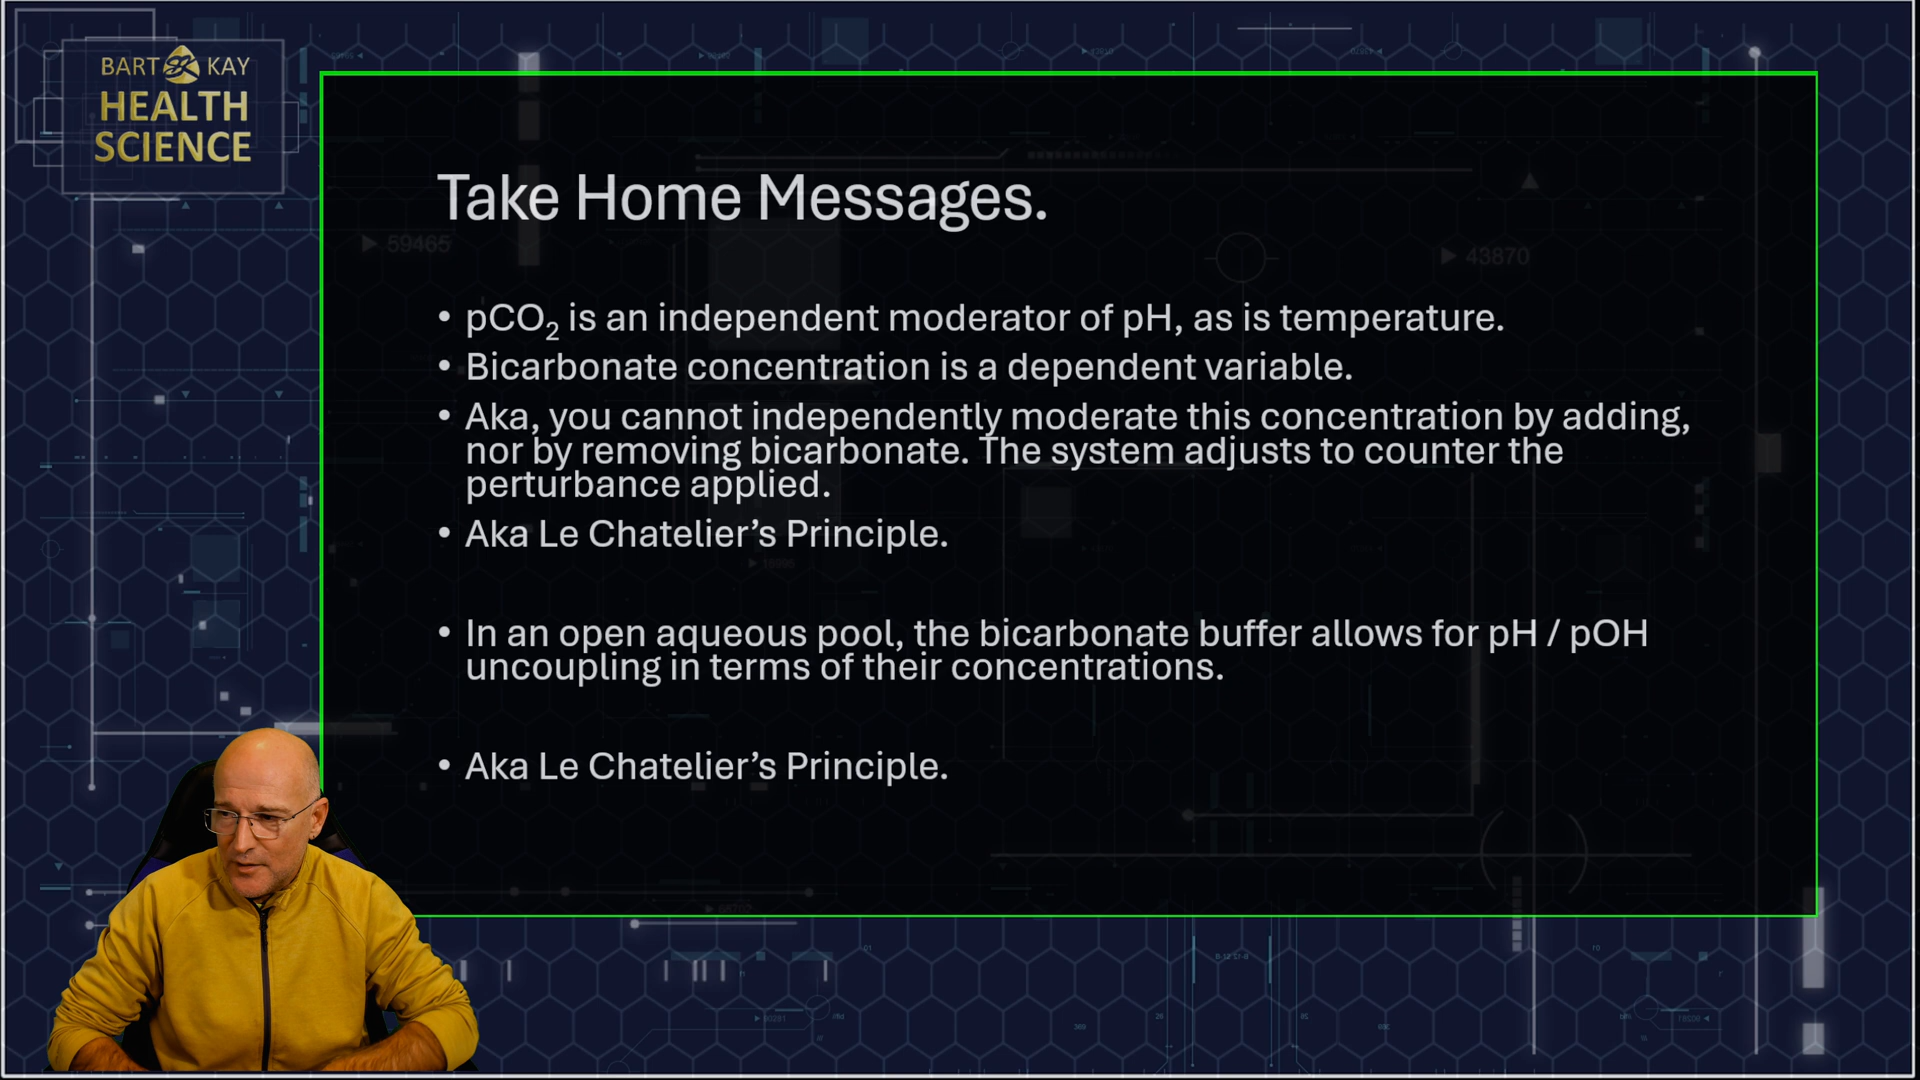 BART KAY
HEALTH
SCIENCE
Take Home Messages.
59465
43870
• pCO₂ is an independent moderator of pH, as is temperature.
• Bicarbonate concentration is a dependent variable.
• Aka, you cannot independently moderate this concentration by adding,
nor by removing bicarbonate. The system adjusts to counter the
perturbance applied.
• Aka Le Chatelier’s Principle.
18996
• In an open aqueous pool, the bicarbonate buffer allows for pH / pOH
uncoupling in terms of their concentrations.
• Aka Le Chatelier’s Principle.